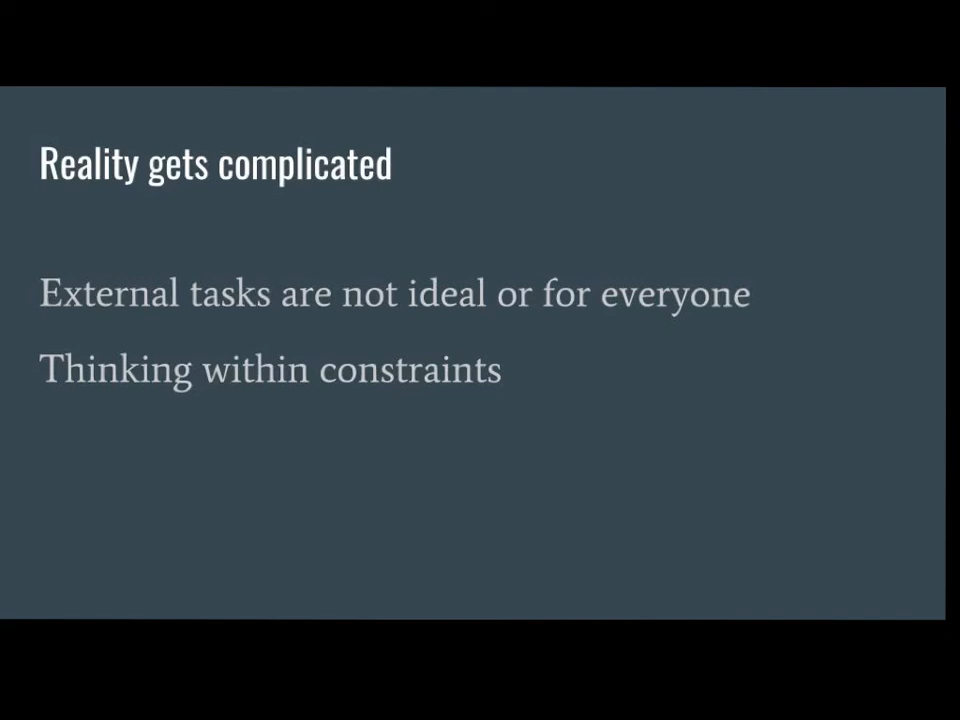 Reality gets complicated
External tasks are not ideal or for everyone
Thinking within constraints